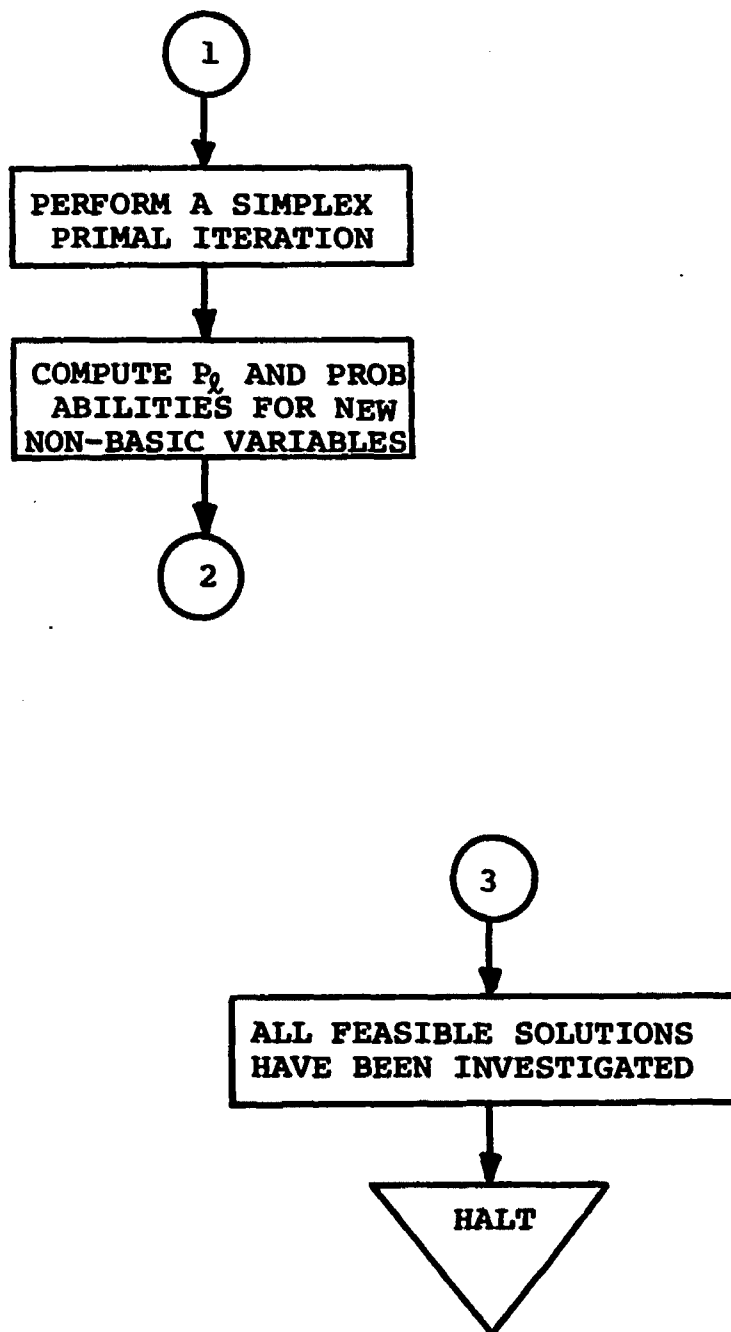 1
PERFORM A SIMPLEX
PRIMAL ITERATION
COMPUTE Pℓ AND PROB
ABILITIES FOR NEW
NON-BASIC VARIABLES
2
3
ALL FEASIBLE SOLUTIONS
HAVE BEEN INVESTIGATED
HALT